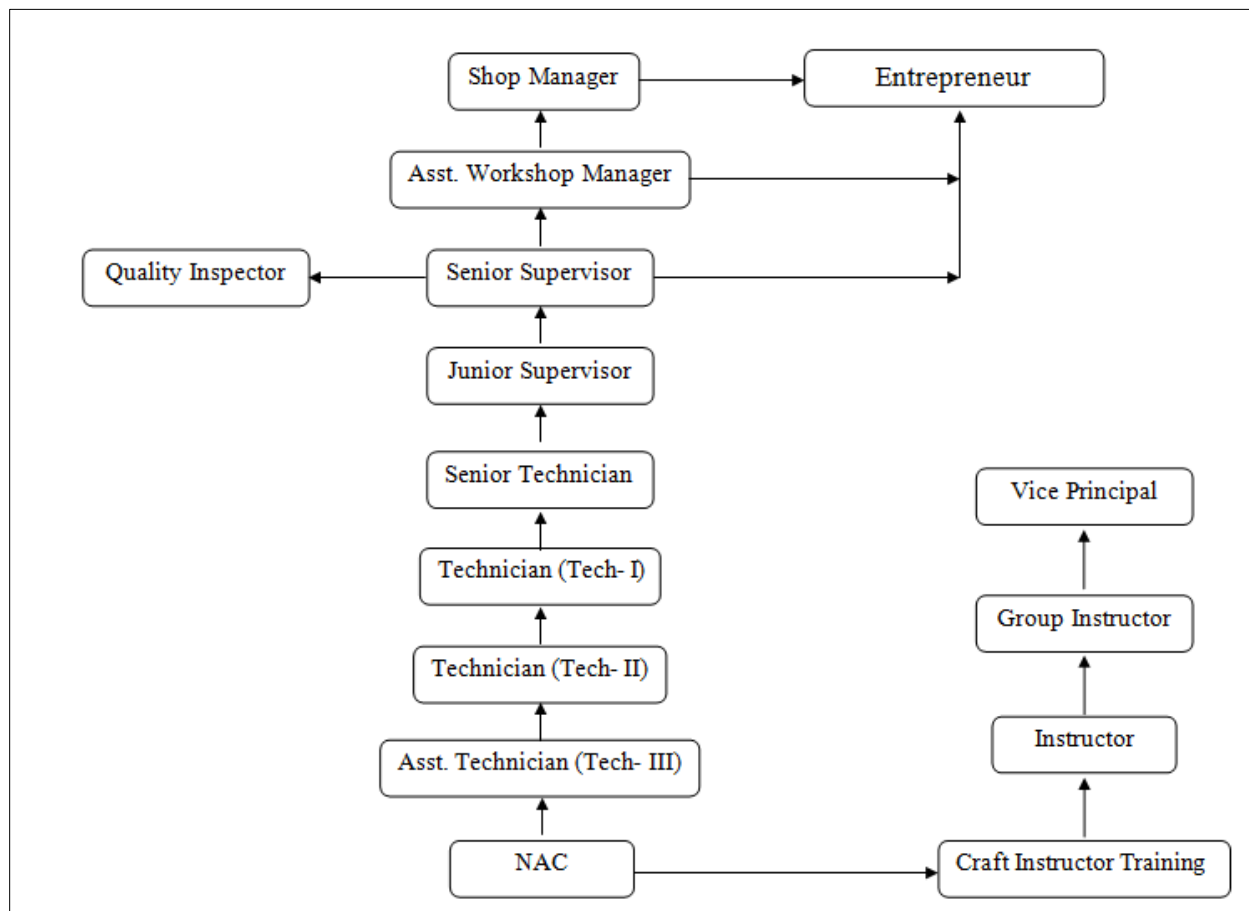 Shop Manager
Entrepreneur
Asst. Workshop Manager
Quality Inspector
Senior Supervisor
Junior Supervisor
Senior Technician
Vice Principal
Technician (Tech- I)
Group Instructor
Technician (Tech- II)
Instructor
Asst. Technician (Tech- III)
NAC
Craft Instructor Training